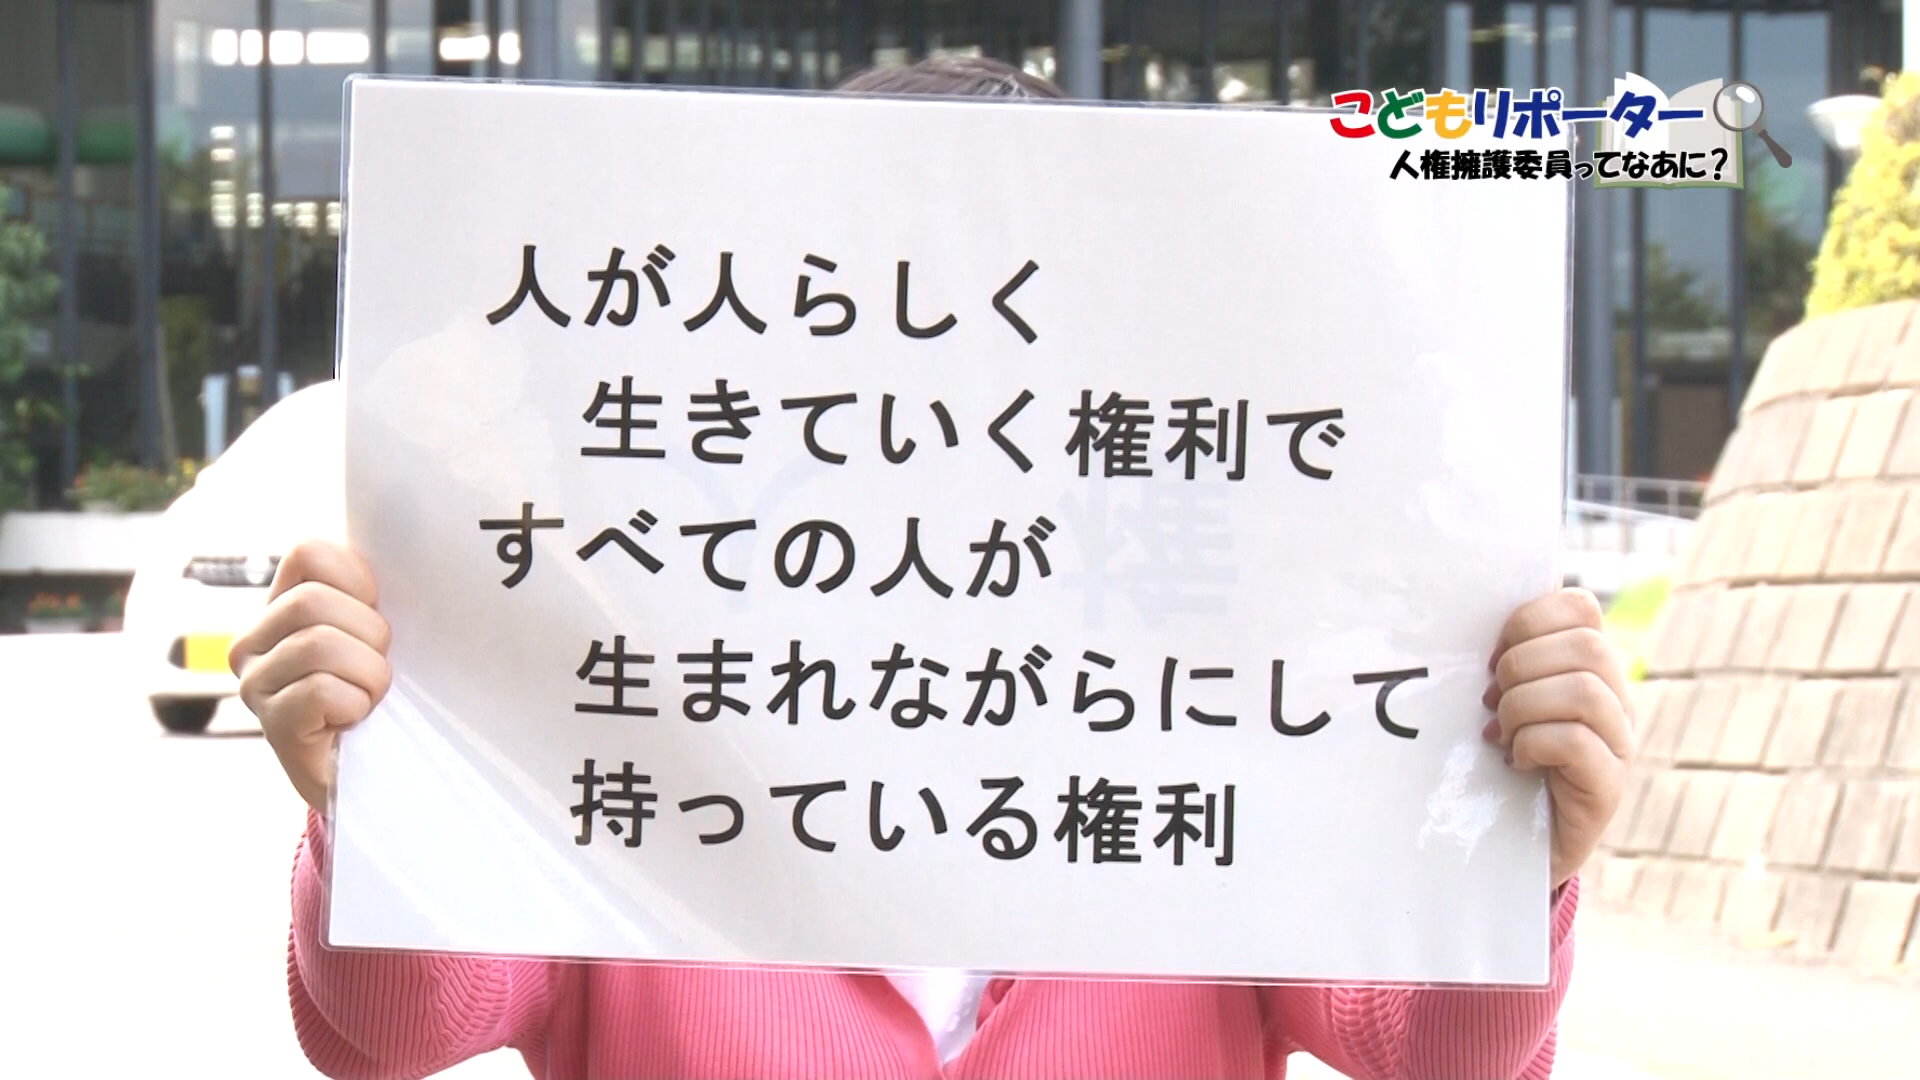 こどもリポーター
人権擁護委員ってなあに？
人が人らしく
生きていく権利で
すべての人が
生まれながらにして
持っている権利
人権